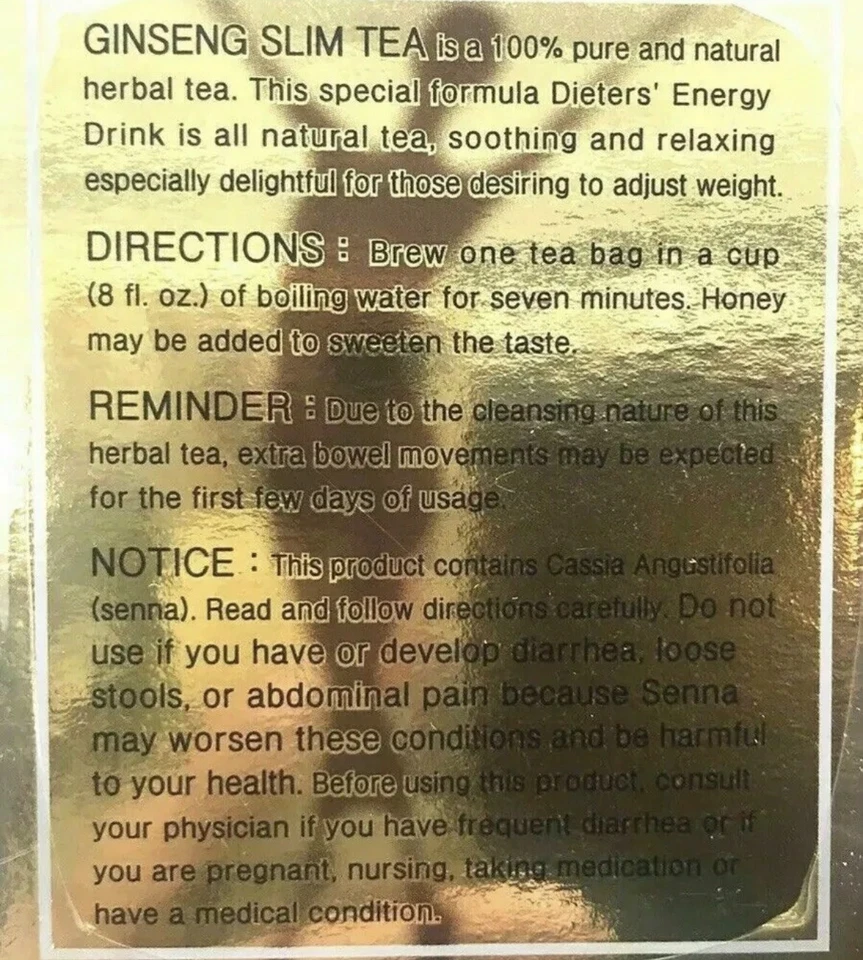 GINSENG SLIM TEA is a 100% pure and natural
herbal tea. This special formula Dieters' Energy
Drink is all natural tea, soothing and relaxing
especially delightful for those desiring to adjust weight.
DIRECTIONS : Brew one tea bag in a cup
(8 fl. oz.) of boiling water for seven minutes. Honey
may be added to sweeten the taste.
REMINDER : Due to the cleansing nature of this
herbal tea, extra bowel movements may be expected
for the first few days of usage.
NOTICE : This product contains Cassia Angustifolia
(senna). Read and follow directions carefully. Do not
use if you have or develop diarrhea, loose
stools, or abdominal pain because Senna
may worsen these conditions and be harmful
to your health. Before using this product, consult
your physician if you have frequent diarrhea or if
you are pregnant, nursing, taking medication or
have a medical condition.